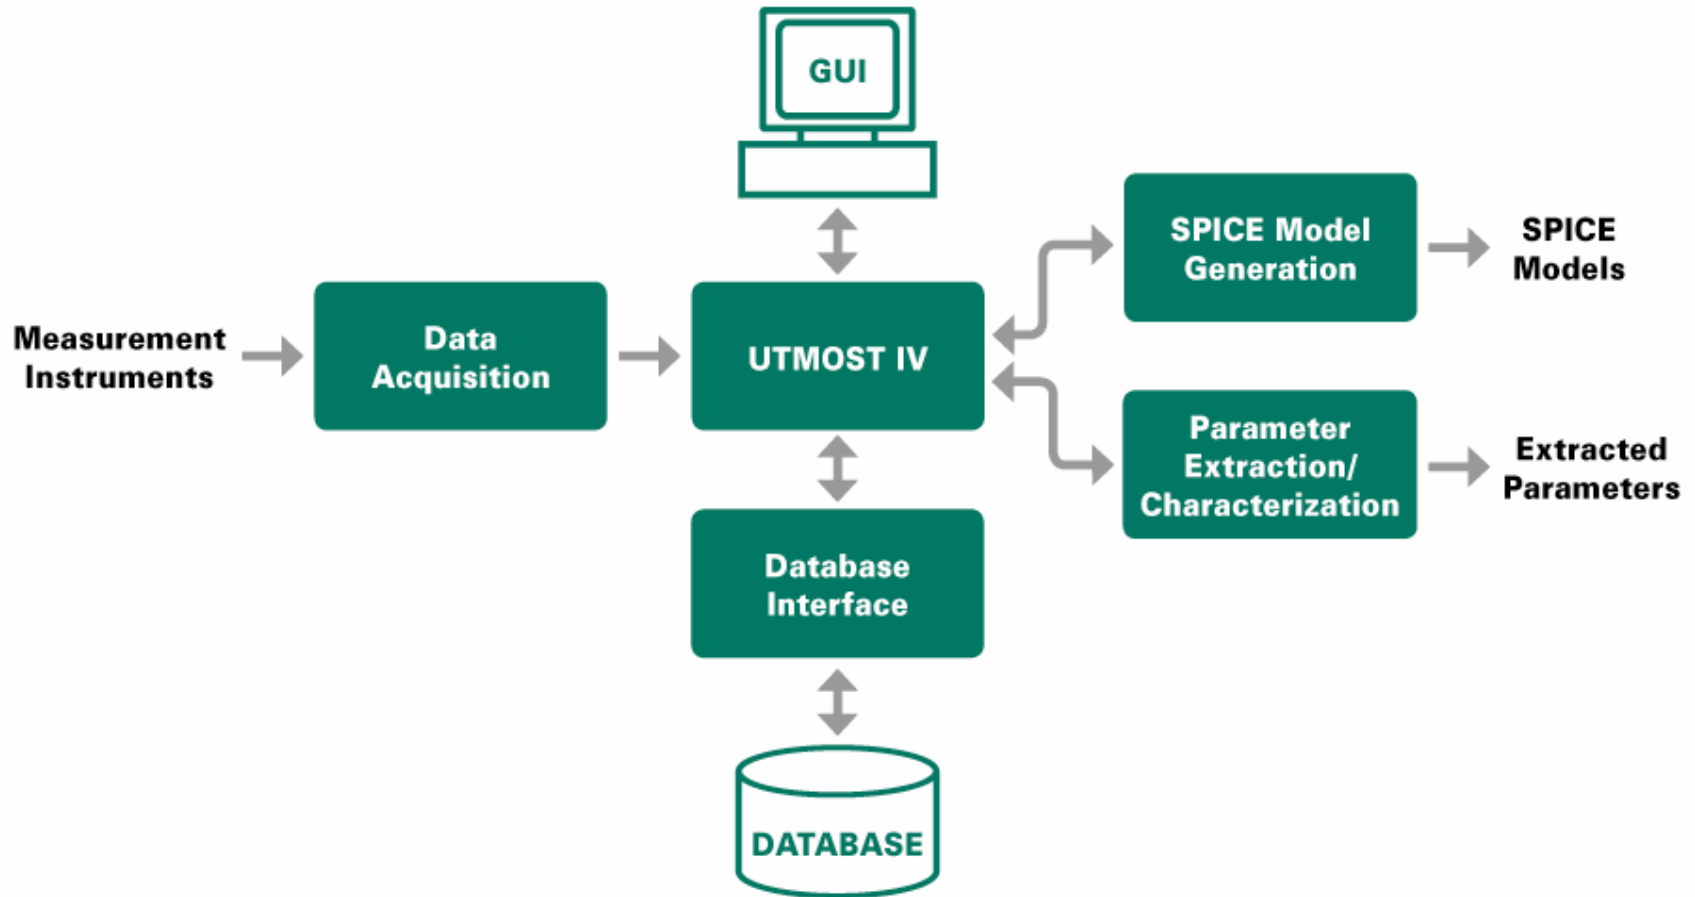 GUI
SPICE Model
Generation
SPICE
Models
Measurement
Instruments
Data
Acquisition
UTMOST IV
Parameter
Extraction/
Characterization
Extracted
Parameters
Database
Interface
DATABASE